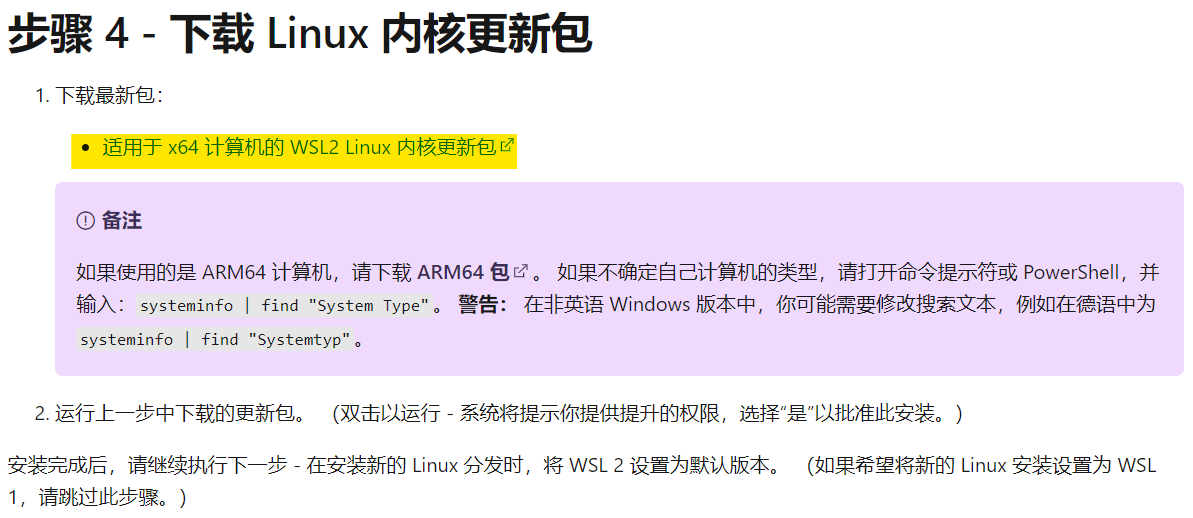 步骤 4 - 下载 Linux 内核更新包
1. 下载最新包：
• 适用于 x64 计算机的 WSL2 Linux 内核更新包
备注
如果使用的是 ARM64 计算机，请下载 ARM64 包。 如果不确定自己计算机的类型，请打开命令提示符或 PowerShell，并
输入： systeminfo | find "System Type"。 警告： 在非英语 Windows 版本中，你可能需要修改搜索文本，例如在德语中为
systeminfo | find "Systemtyp"。
2. 运行上一步中下载的更新包。 （双击以运行 - 系统将提示你提供提升的权限，选择“是”以批准此安装。）
安装完成后，请继续执行下一步 - 在安装新的 Linux 分发时，将 WSL 2 设置为默认版本。 （如果希望将新的 Linux 安装设置为 WSL
1，请跳过此步骤。）